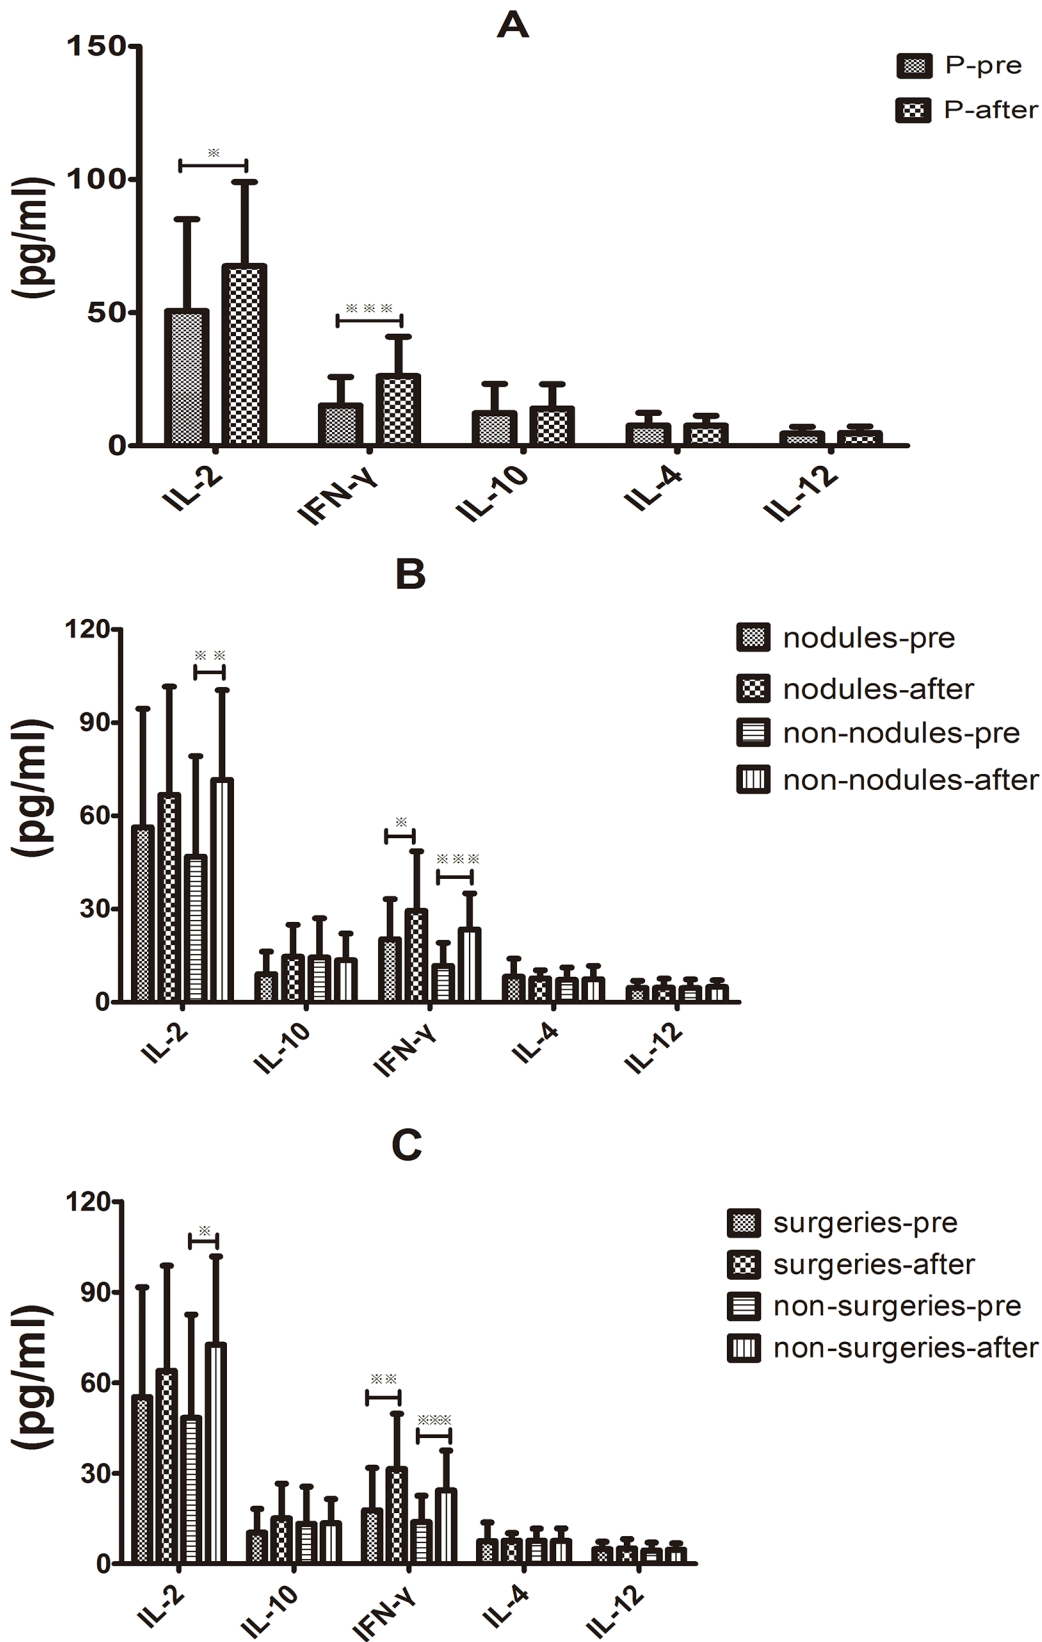 A
150
100
50
0
(pg/ml)
P-pre
P-after
※
※※※
IL-2
IFN-γ
IL-10
IL-4
IL-12
B
120
90
60
30
0
(pg/ml)
nodules-pre
nodules-after
non-nodules-pre
non-nodules-after
※※
※
※※※
IL-2
IL-10
IFN-γ
IL-4
IL-12
C
120
90
60
30
0
(pg/ml)
surgeries-pre
surgeries-after
non-surgeries-pre
non-surgeries-after
※
※※
※※※
IL-2
IL-10
IFN-γ
IL-4
IL-12